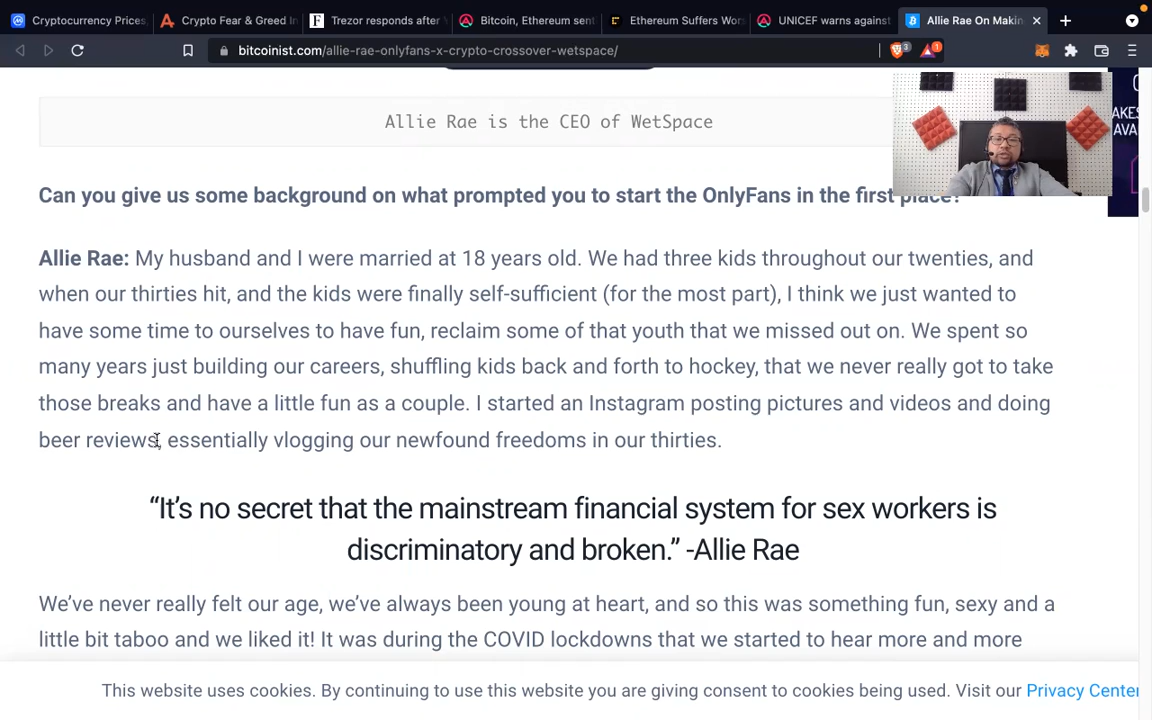 Cryptocurrency Prices,
Crypto Fear & Greed In
Trezor responds after
Bitcoin, Ethereum sent
Ethereum Suffers Wor
UNICEF warns against
Allie Rae On Makin
bitcoinist.com/allie-rae-onlyfans-x-crypto-crossover-wetspace/
3
1
AKES
AVA
Allie Rae is the CEO of WetSpace
Can you give us some background on what prompted you to start the OnlyFans in the first place?
Allie Rae: My husband and I were married at 18 years old. We had three kids throughout our twenties, and
when our thirties hit, and the kids were finally self-sufficient (for the most part), I think we just wanted to
have some time to ourselves to have fun, reclaim some of that youth that we missed out on. We spent so
many years just building our careers, shuffling kids back and forth to hockey, that we never really got to take
those breaks and have a little fun as a couple. I started an Instagram posting pictures and videos and doing
beer reviews, essentially vlogging our newfound freedoms in our thirties.
“It’s no secret that the mainstream financial system for sex workers is
discriminatory and broken.” -Allie Rae
We’ve never really felt our age, we’ve always been young at heart, and so this was something fun, sexy and a
little bit taboo and we liked it! It was during the COVID lockdowns that we started to hear more and more
This website uses cookies. By continuing to use this website you are giving consent to cookies being used. Visit our Privacy Center